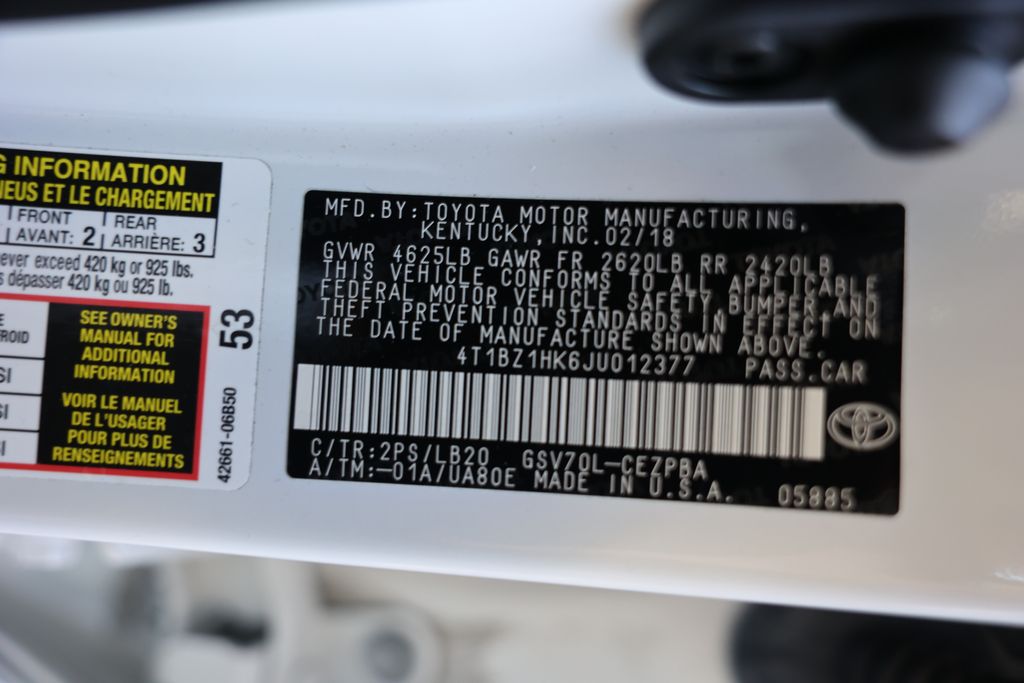 G INFORMATION
NEUS ET LE CHARGEMENT
FRONT REAR
AVANT: 2 ARRIÈRE: 3
ever exceed 420 kg or 925 lbs.
s dépasser 420 kg ou 925 lb.
SEE OWNER'S
MANUAL FOR
ADDITIONAL
INFORMATION
VOIR LE MANUEL
DE L'USAGER
POUR PLUS DE
RENSEIGNEMENTS
E
ROID
SI
SI
SI
53
42661-06B50
MFD.BY:TOYOTA MOTOR MANUFACTURING,
KENTUCKY,INC.02/18
GVWR 4625LB GAWR FR 2620LB RR 2420LB
THIS VEHICLE CONFORMS TO ALL APPLICABLE
FEDERAL MOTOR VEHICLE SAFETY,BUMPER,AND
THEFT PREVENTION STANDARDS IN EFFECT ON
THE DATE OF MANUFACTURE SHOWN ABOVE.
4T1BZ1HK6JU012377 PASS.CAR
C/TR:2PS/LB20 GSV70L-CEZPBA
A/TM:-01A/UA80E MADE IN U.S.A. 05885